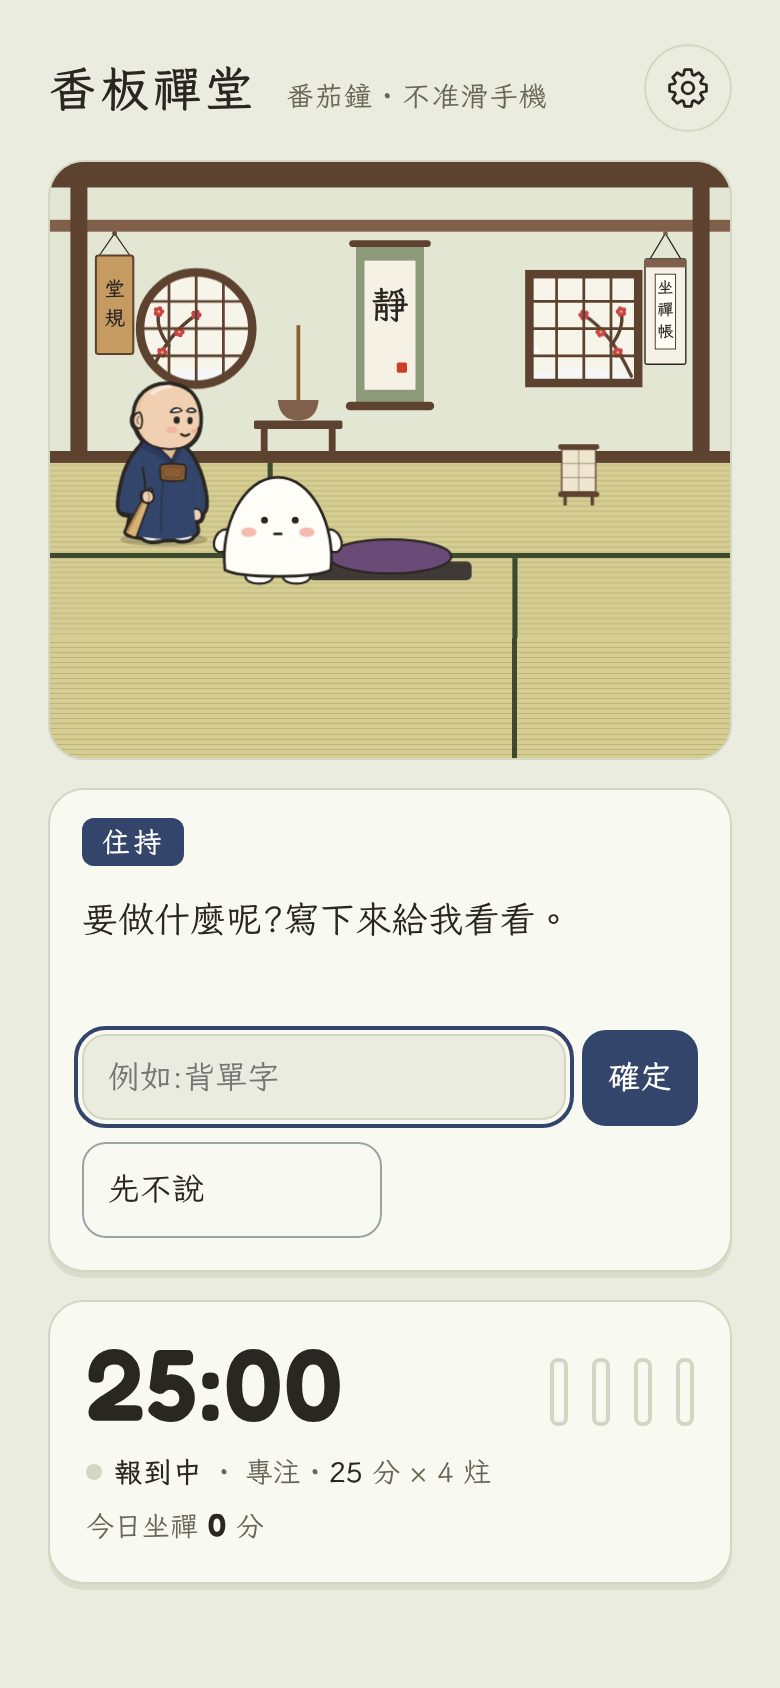 香板禪堂
番茄鐘・不准滑手機
堂規
靜
坐禪帳
住持
要做什麼呢?寫下來給我看看。
例如:背單字
確定
先不說
25:00
報到中・專注・25 分 × 4 炷
今日坐禪 0 分